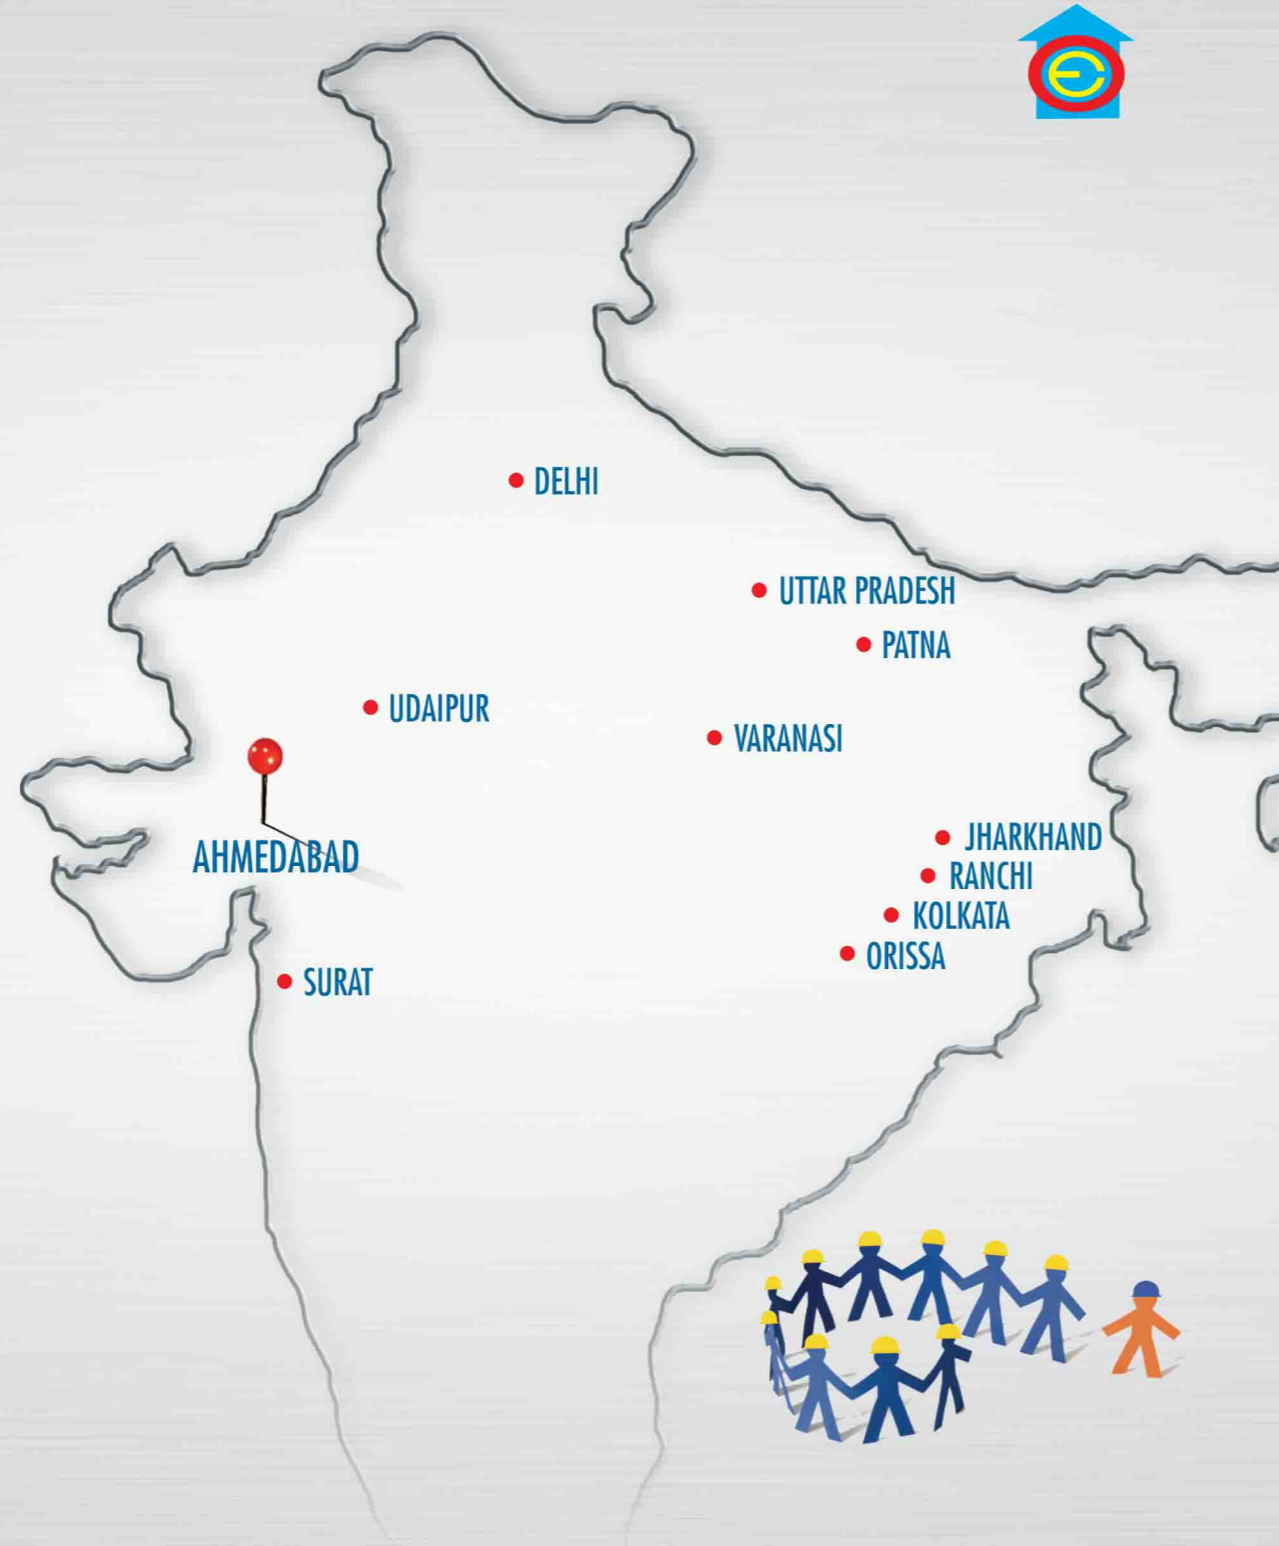 DELHI
UTTAR PRADESH
PATNA
UDAIPUR
VARANASI
AHMEDABAD
JHARKHAND
RANCHI
KOLKATA
ORISSA
SURAT